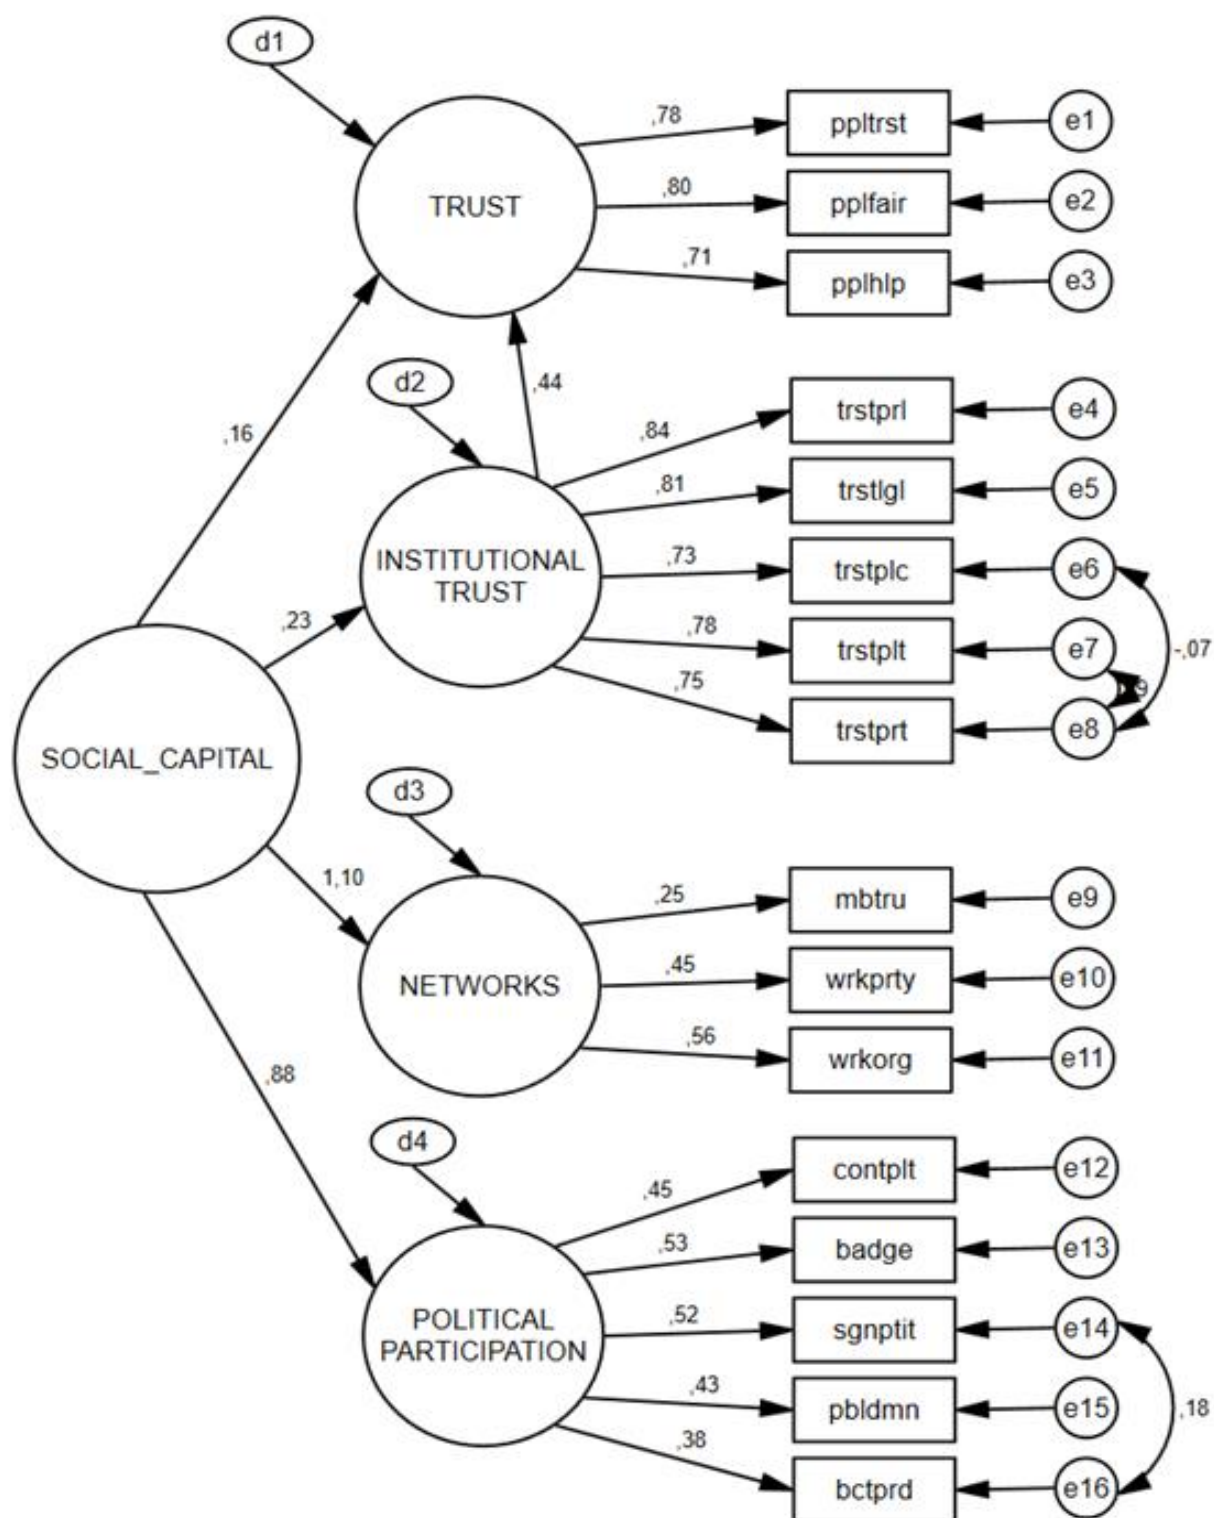 d1
,78
ppltrst
e1
TRUST
,80
pplfair
e2
,71
pplhlp
e3
,16
,44
d2
,84
trstprl
e4
,81
trstlgl
e5
INSTITUTIONAL
TRUST
,73
trstplc
e6
,78
trstplt
e7
-,07
,75
trstprt
e8
,23
SOCIAL_CAPITAL
1,10
d3
,25
mbtru
e9
NETWORKS
,45
wrkprty
e10
,56
wrkorg
e11
,88
d4
,45
contplt
e12
,53
badge
e13
POLITICAL
PARTICIPATION
,52
sgnptit
e14
,43
pbldmn
e15
,18
,38
bctprd
e16